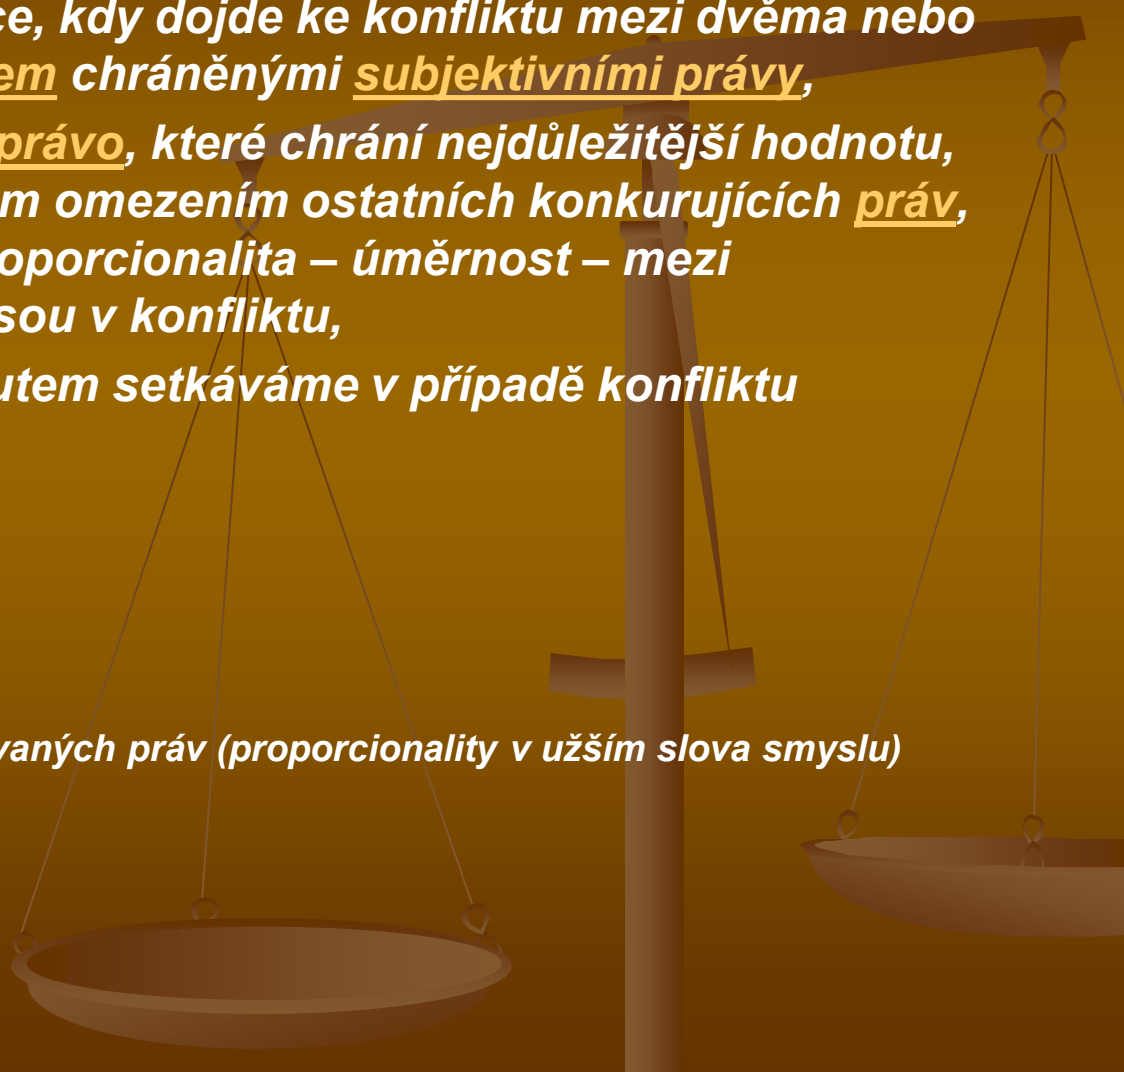 ce, kdy dojde ke konfliktu mezi dvěma nebo
em chráněnými subjektivními právy,
právo, které chrání nejdůležitější hodnotu,
m omezením ostatních konkurujících práv,
oporcionalita – úměrnost – mezi
sou v konfliktu,
utem setkáváme v případě konfliktu
vaných práv (proporcionality v užším slova smyslu)